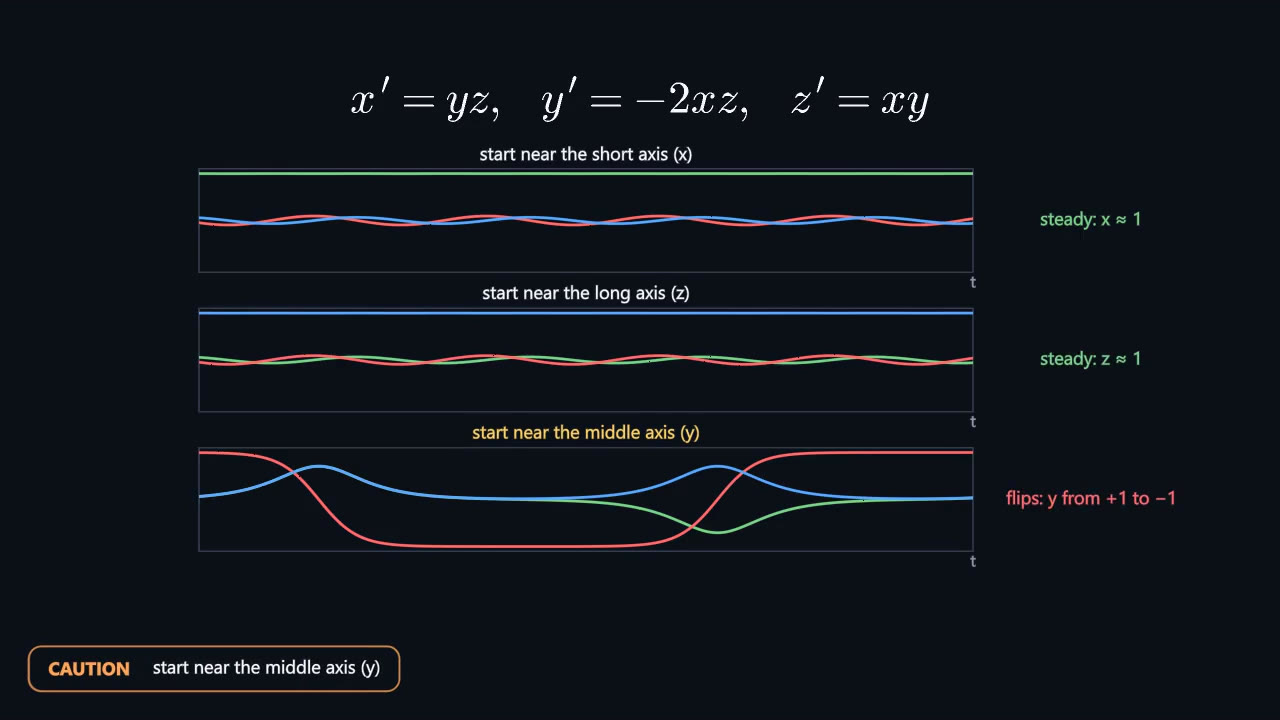 x′ = yz, y′ = −2xz, z′ = xy
start near the short axis (x)
steady: x ≈ 1
t
start near the long axis (z)
steady: z ≈ 1
t
start near the middle axis (y)
flips: y from +1 to −1
t
CAUTION start near the middle axis (y)